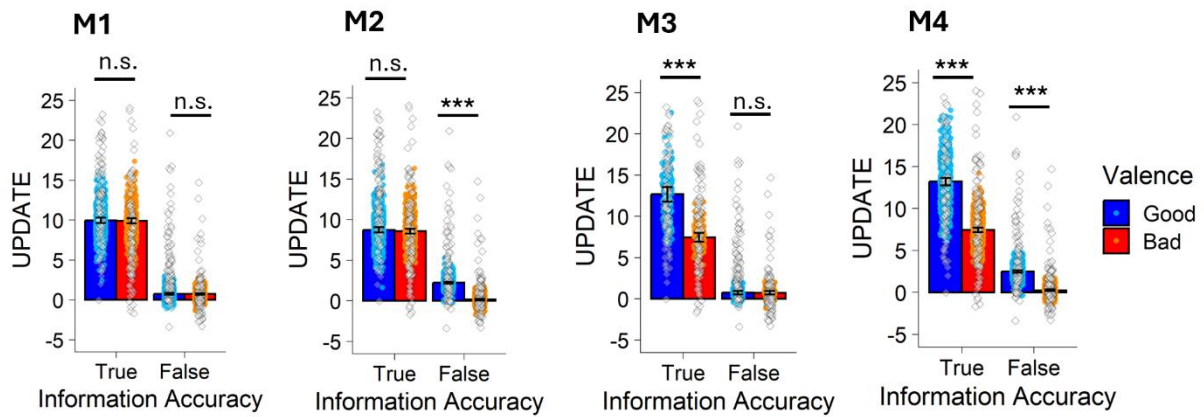 M1
n.s.
n.s.
25
20
15
10
5
0
-5
UPDATE
True
False
Information Accuracy
M2
n.s.
***
25
20
15
10
5
0
-5
UPDATE
True
False
Information Accuracy
M3
***
n.s.
25
20
15
10
5
0
-5
UPDATE
True
False
Information Accuracy
M4
***
***
25
20
15
10
5
0
-5
UPDATE
True
False
Information Accuracy
Valence
Good
Bad